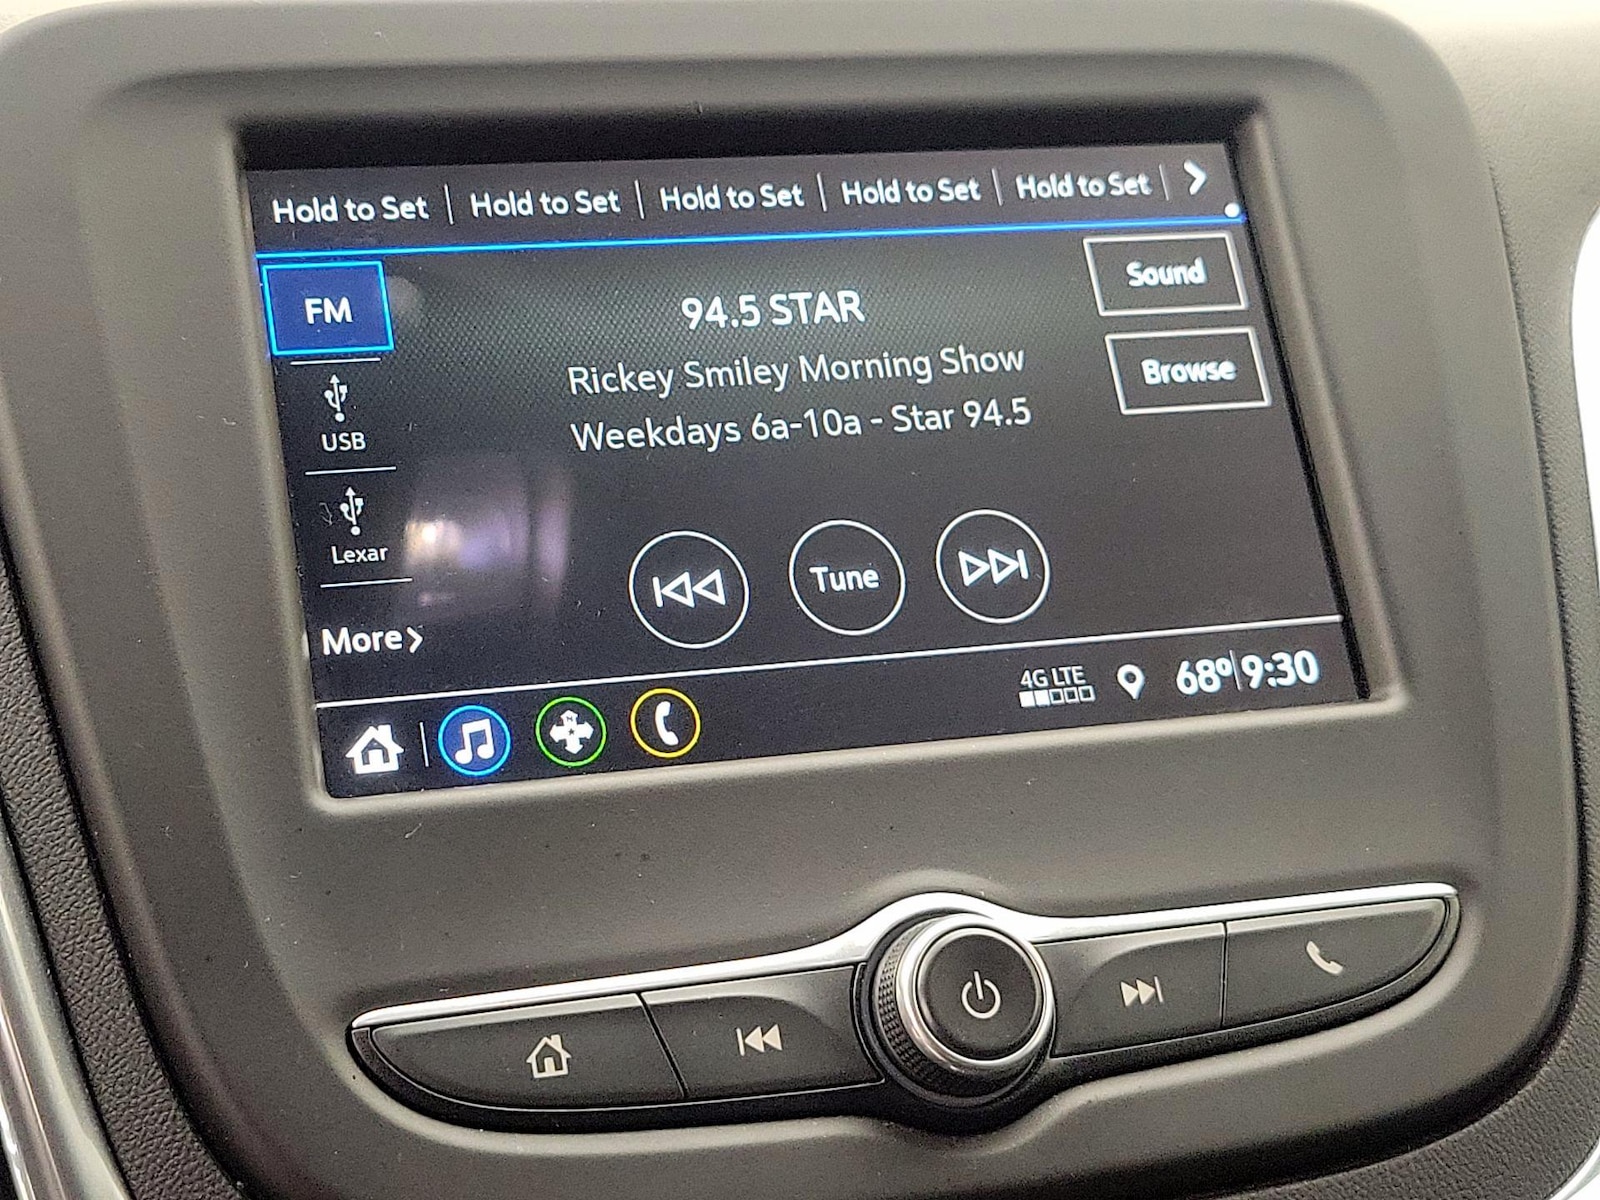 Hold to Set | Hold to Set | Hold to Set | Hold to Set | Hold to Set |
FM
USB
Lexar
More
94.5 STAR
Rickey Smiley Morning Show
Weekdays 6a-10a - Star 94.5
Sound
Browse
Tune
4G LTE
68° 9:30